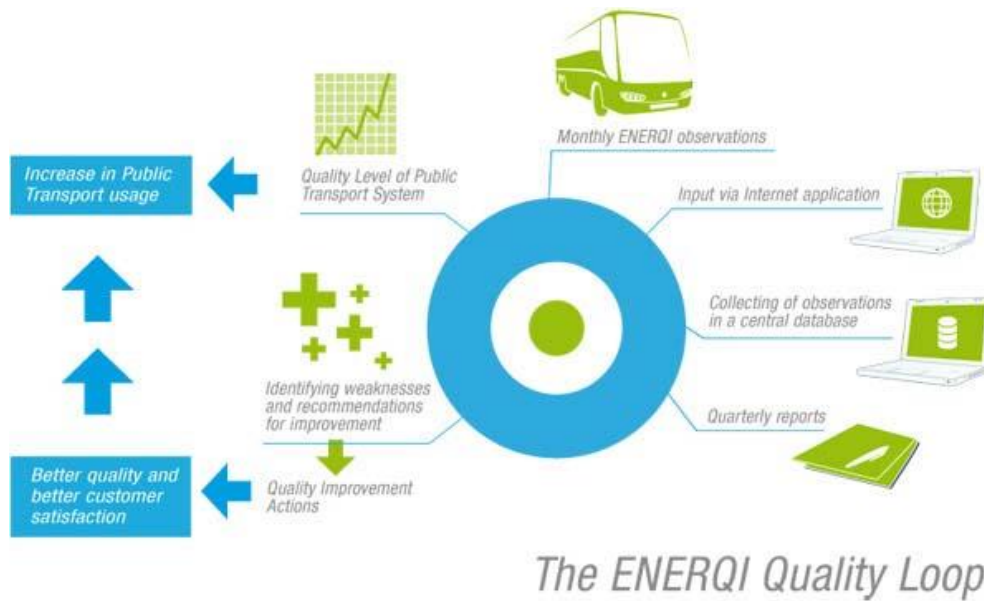 Monthly ENERQI observations
Increase in Public
Transport usage
Quality Level of Public
Transport System
Input via Internet application
Collecting of observations
in a central database
Identifying weaknesses
and recommendations
for improvement
Quarterly reports
Better quality and
better customer
satisfaction
Quality Improvement
Actions
The ENERQI Quality Loop